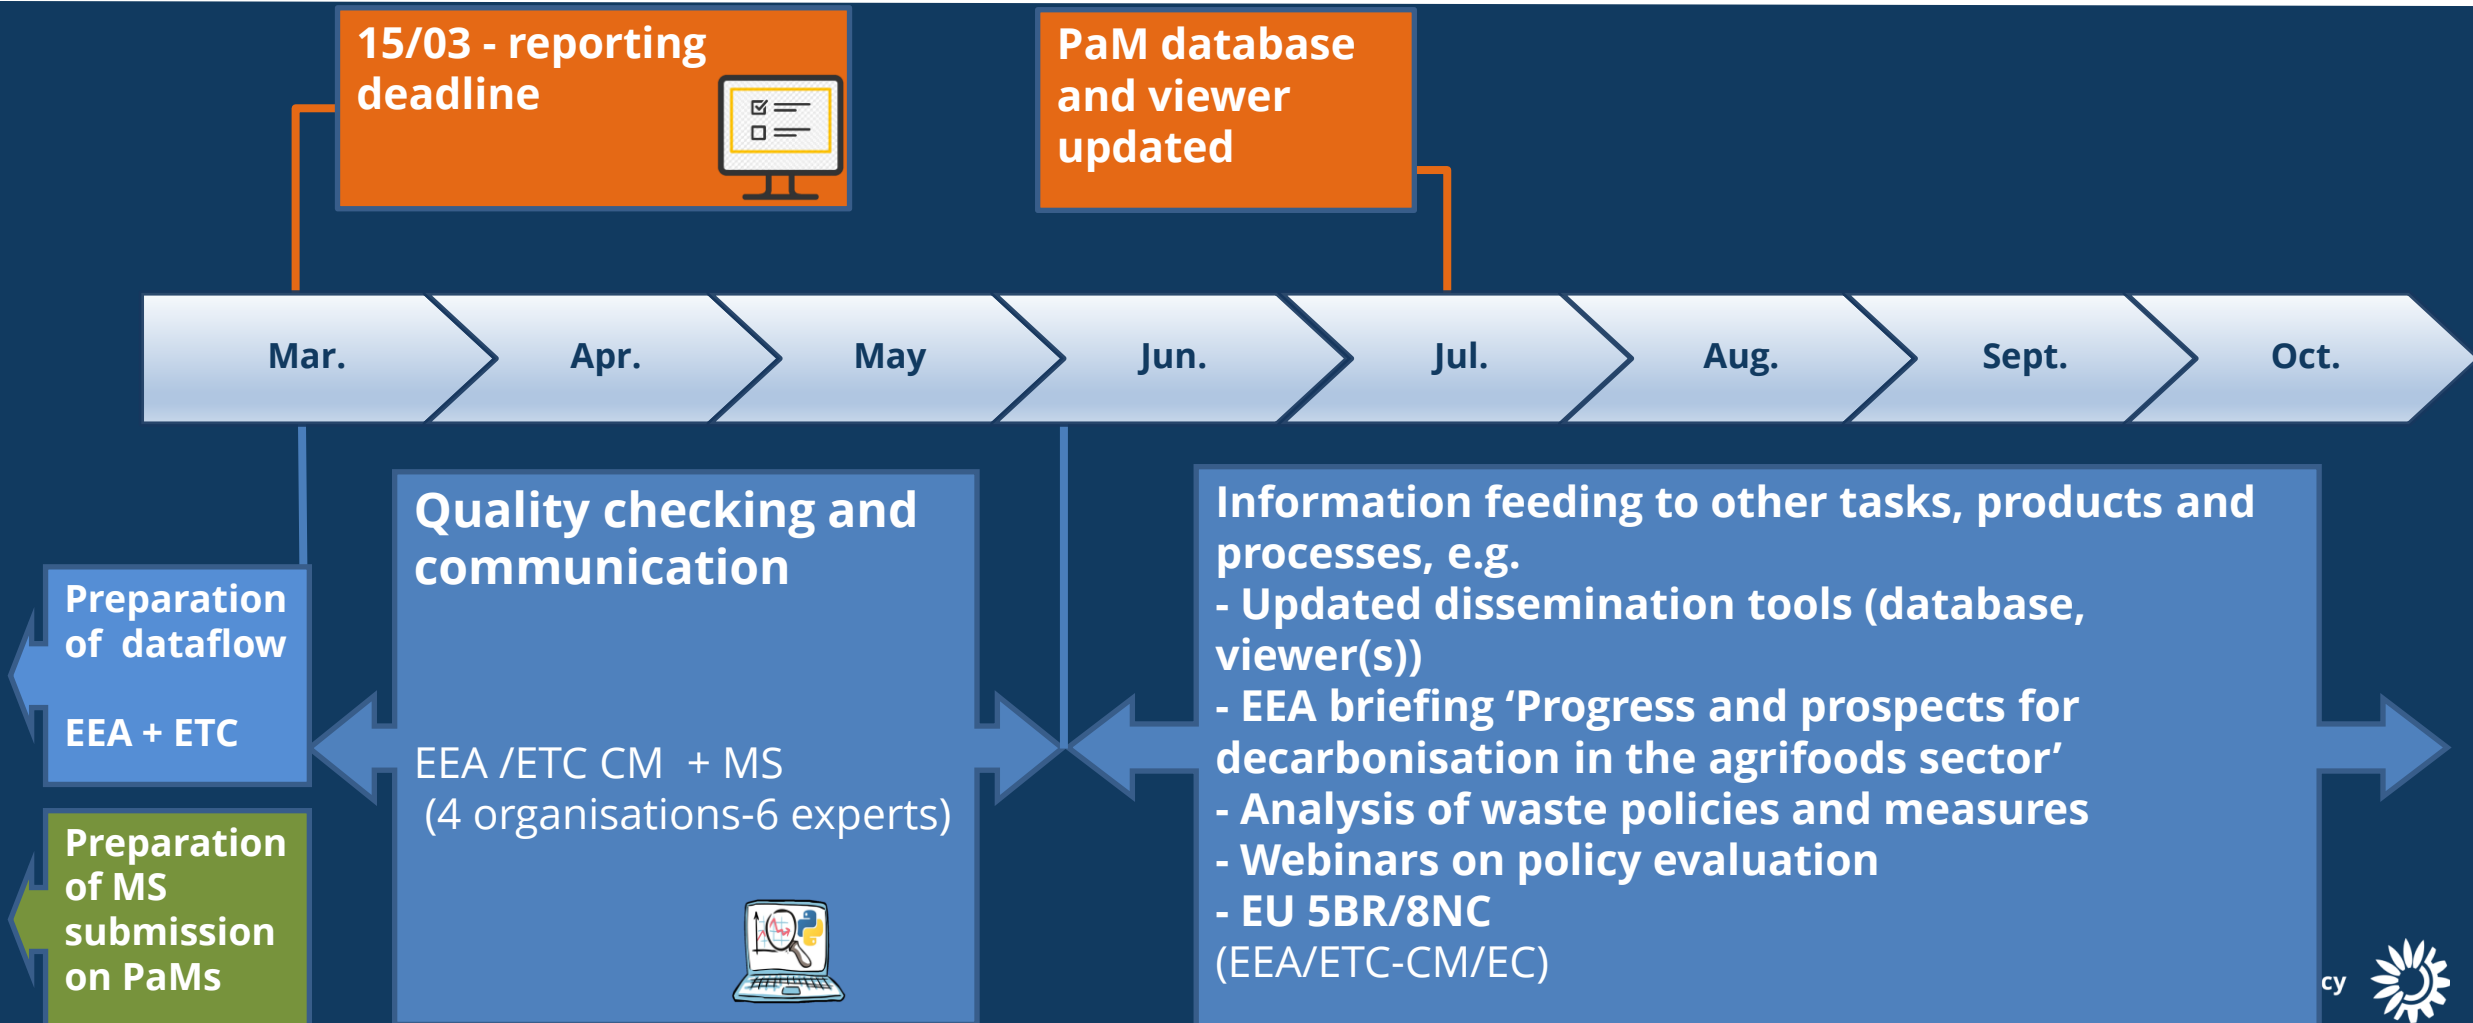 15/03 - reporting
deadline
PaM database
and viewer
updated
Mar.
Apr.
May
Jun.
Jul.
Aug.
Sept.
Oct.
Preparation
of dataflow
EEA + ETC
Preparation
of MS
submission
on PaMs
Quality checking and
communication
EEA /ETC CM + MS
(4 organisations-6 experts)
Information feeding to other tasks, products and
processes, e.g.
- Updated dissemination tools (database,
viewer(s))
- EEA briefing ‘Progress and prospects for
decarbonisation in the agrifoods sector’
- Analysis of waste policies and measures
- Webinars on policy evaluation
- EU 5BR/8NC
(EEA/ETC-CM/EC)
cy